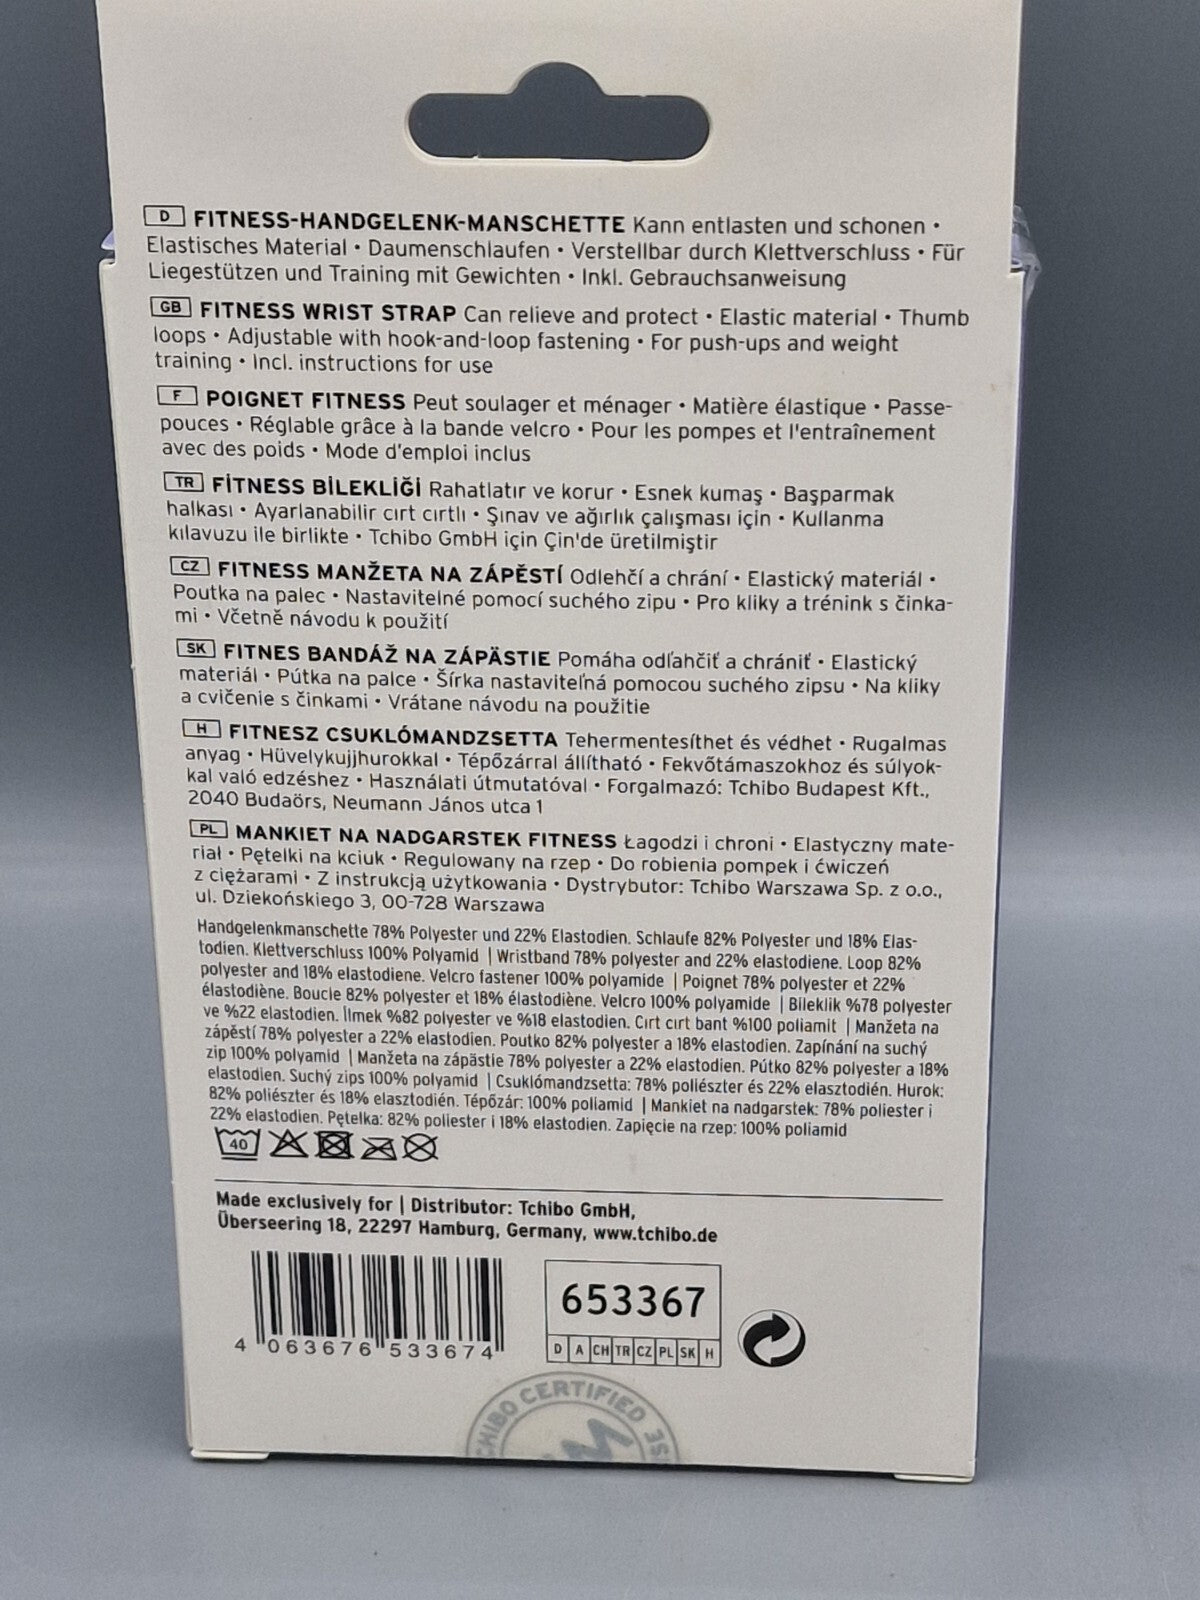 D FITNESS-HANDGELENK-MANSCHETTE Kann entlasten und schonen •
Elastisches Material • Daumenschlaufen • Verstellbar durch Klettverschluss • Für
Liegestützen und Training mit Gewichten • Inkl. Gebrauchsanweisung
GB FITNESS WRIST STRAP Can relieve and protect • Elastic material • Thumb
loops • Adjustable with hook-and-loop fastening • For push-ups and weight
training • Incl. instructions for use
F POIGNET FITNESS Peut soulager et ménager • Matière élastique • Passe-
pouces • Réglable grâce à la bande velcro • Pour les pompes et l'entraînement
avec des poids • Mode d'emploi inclus
TR FİTNESS BİLEKLİĞİ Rahatlatır ve korur • Esnek kumaş • Başparmak
halkası • Ayarlanabilir cırt cırtlı • Şınav ve ağırlık çalışması için • Kullanma
kılavuzu ile birlikte • Tchibo GmbH için Çin'de üretilmiştir
CZ FITNESS MANŽETA NA ZÁPĚSTÍ Odlehčí a chrání • Elastický materiál •
Poutka na palec • Nastavitelné pomocí suchého zipu • Pro kliky a trénink s činka-
mi • Včetně návodu k použití
SK FITNES BANDÁŽ NA ZÁPÄSTIE Pomáha odľahčiť a chrániť • Elastický
materiál • Pútka na palce • Šírka nastaviteľná pomocou suchého zipsu • Na kliky
a cvičenie s činkami • Vrátane návodu na použitie
H FITNESZ CSUKLÓMANDZSETTA Tehermentesíthet és védhet • Rugalmas
anyag • Hüvelykujjhurokkal • Tépőzárral állítható • Fekvőtámaszokhoz és súlyok-
kal való edzéshez • Használati útmutatóval • Forgalmazó: Tchibo Budapest Kft.,
2040 Budaörs, Neumann János utca 1
PL MANKIET NA NADGARSTEK FITNESS Łagodzi i chroni • Elastyczny mate-
riał • Pętelki na kciuk • Regulowany na rzep • Do robienia pompek i ćwiczeń
z ciężarami • Z instrukcją użytkowania • Dystrybutor: Tchibo Warszawa Sp. z o.o.,
ul. Dziekońskiego 3, 00-728 Warszawa
Handgelenkmanschette 78% Polyester und 22% Elastodien. Schlaufe 82% Polyester und 18% Elas-
todien. Klettverschluss 100% Polyamid | Wristband 78% polyester and 22% elastodiene. Loop 82%
polyester and 18% elastodiene. Velcro fastener 100% polyamide | Poignet 78% polyester et 22%
élastodiène. Boucle 82% polyester et 18% élastodiène. Velcro 100% polyamide | Bileklik %78 polyester
ve %22 elastodien. İlmek %82 polyester ve %18 elastodien. Cırt cırt bant %100 poliamit | Manžeta na
zápěstí 78% polyester a 22% elastodien. Poutko 82% polyester a 18% elastodien. Zapínání na suchý
zip 100% polyamid | Manžeta na zápästie 78% polyester a 22% elastodien. Pútko 82% polyester a 18%
elastodien. Suchý zips 100% polyamid | Csuklómandzsetta: 78% poliészter és 22% elasztodién. Hurok:
82% poliészter és 18% elasztodién. Tépőzár: 100% poliamid | Mankiet na nadgarstek: 78% poliester i
22% elastodien. Pętelka: 82% poliester i 18% elastodien. Zapięcie na rzep: 100% poliamid
40
Made exclusively for | Distributor: Tchibo GmbH,
Überseering 18, 22297 Hamburg, Germany, www.tchibo.de
653367
D A CH TR CZ PL SK H
4 063676 533674
TCHIBO CERTIFIED